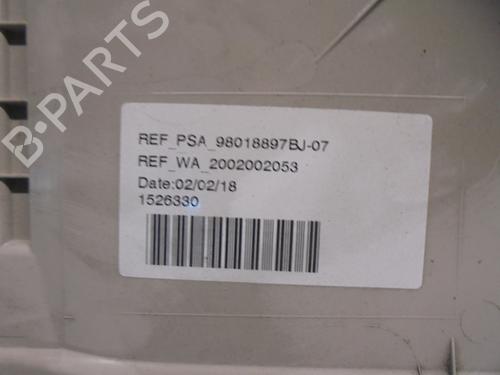 B-PARTS
REF_PSA_98018897BJ-07
REF_WA_2002002053
Date:02/02/18
1526330